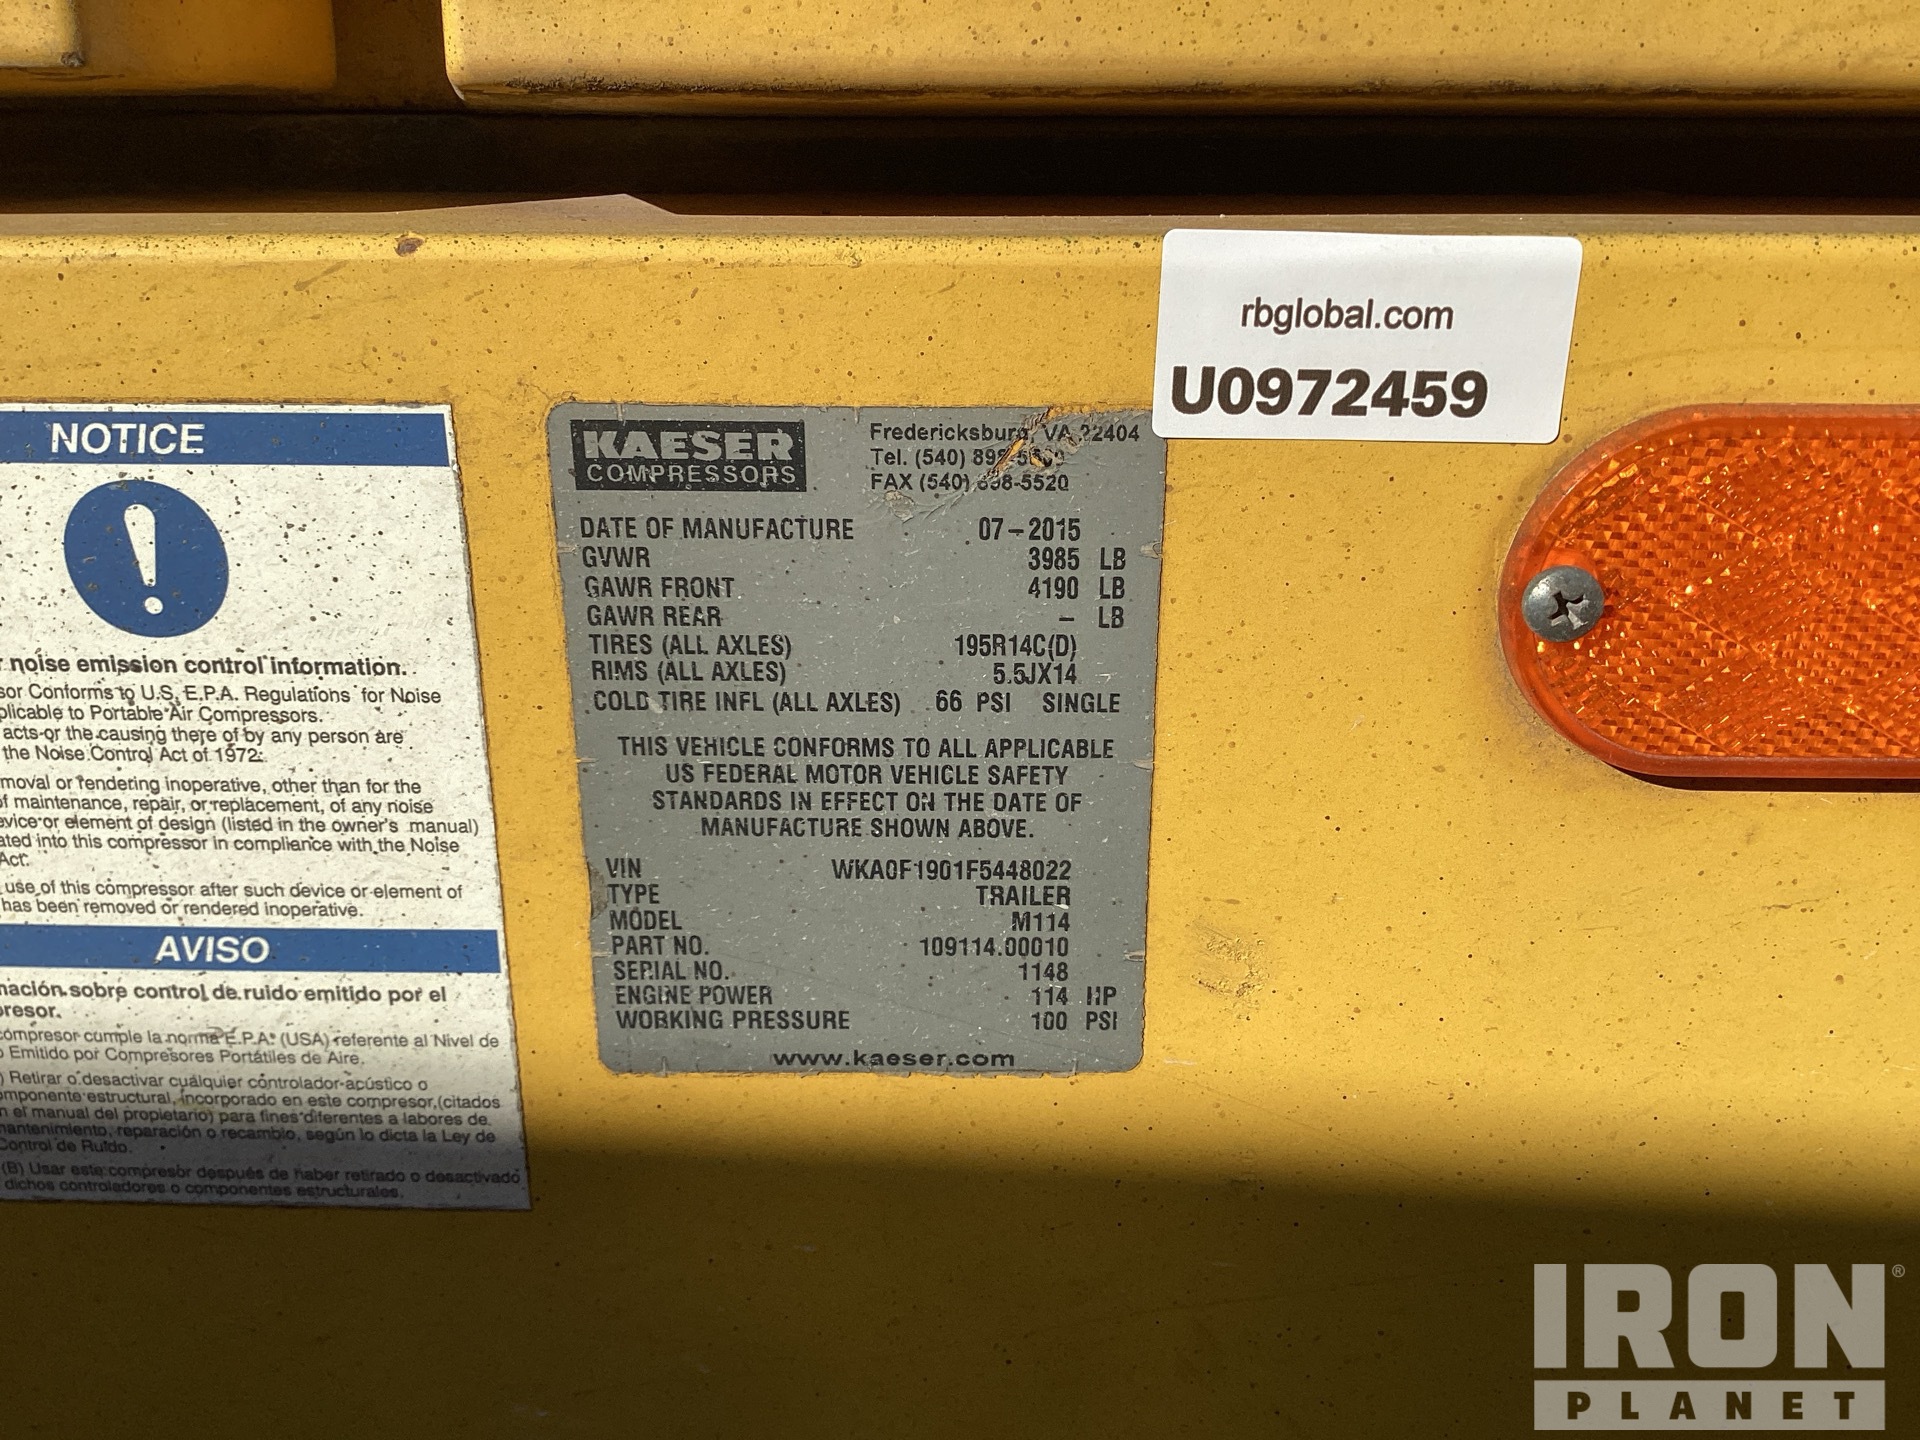 rbglobal.com
U0972459
NOTICE
noise emission control information.
Conforms to U.S. E.P.A. Regulations for Noise
to Portable Air Compressors.
acts or the causing there of by any person are
the Noise Control Act of 1972:
or rendering inoperative, other than for the
maintenance, repair, or replacement, of any noise
or element of design (listed in the owner's manual)
into this compressor in compliance with the Noise
Act.
use of this compressor after such device or element of
has been removed or rendered inoperative.
AVISO
sobre control de ruido emitido por el
compresor cumple la norma E.P.A. (USA) referente al Nivel de
Emitido por Compresores Portátiles de Aire.
) Retirar o desactivar cualquier controlador acústico o
estructural, incorporado en este compresor, (citados
el manual del propietario) para fines diferentes a labores de
mantenimiento, reparación o recambio, según lo dicta la Ley de
Control de Ruido.
(B) Usar este compresor después de haber retirado o desactivado
dichos controladores o componentes estructurales.
KAESER
COMPRESSORS
Fredericksburg, VA 22404
Tel. (540)
FAX (540) 898-5520
DATE OF MANUFACTURE 07-2015
GVWR 3985 LB
GAWR FRONT 4190 LB
GAWR REAR - LB
TIRES (ALL AXLES) 195R14C(D)
RIMS (ALL AXLES) 5.5JX14
COLD TIRE INFL (ALL AXLES) 66 PSI SINGLE
THIS VEHICLE CONFORMS TO ALL APPLICABLE
US FEDERAL MOTOR VEHICLE SAFETY
STANDARDS IN EFFECT ON THE DATE OF
MANUFACTURE SHOWN ABOVE.
VIN WKA0F1901F5448022
TYPE TRAILER
MODEL M114
PART NO. 109114.00010
SERIAL NO. 1148
ENGINE POWER 114 HP
WORKING PRESSURE 100 PSI
www.kaeser.com
IRON®
PLANET